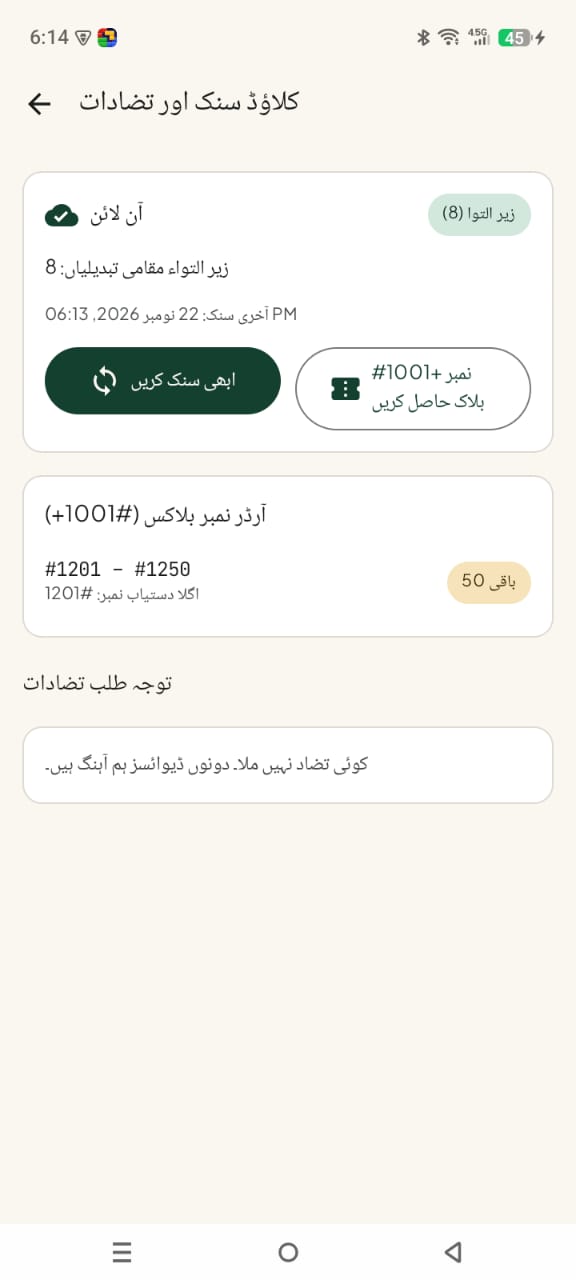 6:14
4.5G
45
کلاؤڈ سنک اور تضادات
آن لائن
زیر التوا (8)
زیر التواء مقامی تبدیلیاں: 8
آخری سنک: 22 نومبر 2026, 06:13 PM
ابھی سنک کریں
نمبر +1001#
بلاک حاصل کریں
آرڈر نمبر بلاکس (#1001+)
#1201 – #1250
اگلا دستیاب نمبر: #1201
باقی 50
توجہ طلب تضادات
کوئی تضاد نہیں ملا۔ دونوں ڈیوائسز ہم آہنگ ہیں۔